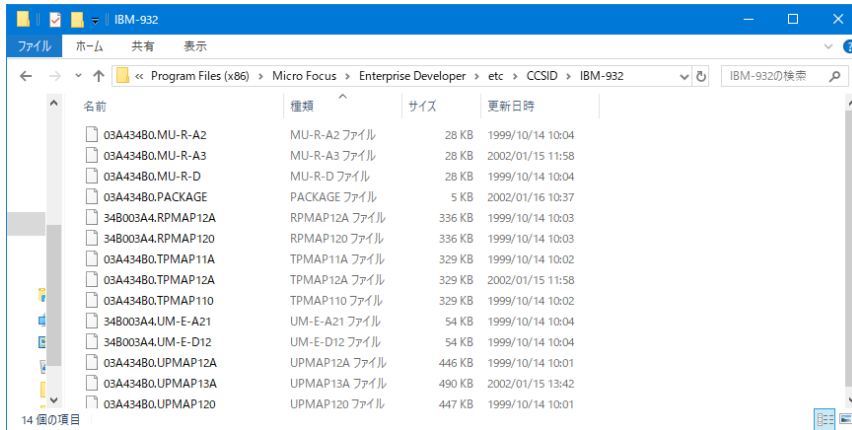 IBM-932
ファイル ホーム 共有 表示
« Program Files (x86) > Micro Focus > Enterprise Developer > etc > CCSID > IBM-932 IBM-932の検索
名前 種類 サイズ 更新日時
03A434B0.MU-R-A2 MU-R-A2 ファイル 28 KB 1999/10/14 10:04
03A434B0.MU-R-A3 MU-R-A3 ファイル 28 KB 2002/01/15 11:58
03A434B0.MU-R-D MU-R-D ファイル 28 KB 1999/10/14 10:04
03A434B0.PACKAGE PACKAGE ファイル 5 KB 2002/01/16 10:37
34B003A4.RPMAP12A RPMAP12A ファイル 336 KB 1999/10/14 10:03
34B003A4.RPMAP120 RPMAP120 ファイル 336 KB 1999/10/14 10:03
03A434B0.TPMAP11A TPMAP11A ファイル 329 KB 1999/10/14 10:02
03A434B0.TPMAP12A TPMAP12A ファイル 329 KB 2002/01/15 11:58
03A434B0.TPMAP110 TPMAP110 ファイル 329 KB 1999/10/14 10:02
34B003A4.UM-E-A21 UM-E-A21 ファイル 54 KB 1999/10/14 10:04
34B003A4.UM-E-D12 UM-E-D12 ファイル 54 KB 1999/10/14 10:04
03A434B0.UPMAP12A UPMAP12A ファイル 446 KB 1999/10/14 10:01
03A434B0.UPMAP13A UPMAP13A ファイル 490 KB 2002/01/15 13:42
03A434B0.UPMAP120 UPMAP120 ファイル 447 KB 1999/10/14 10:01
14 個の項目